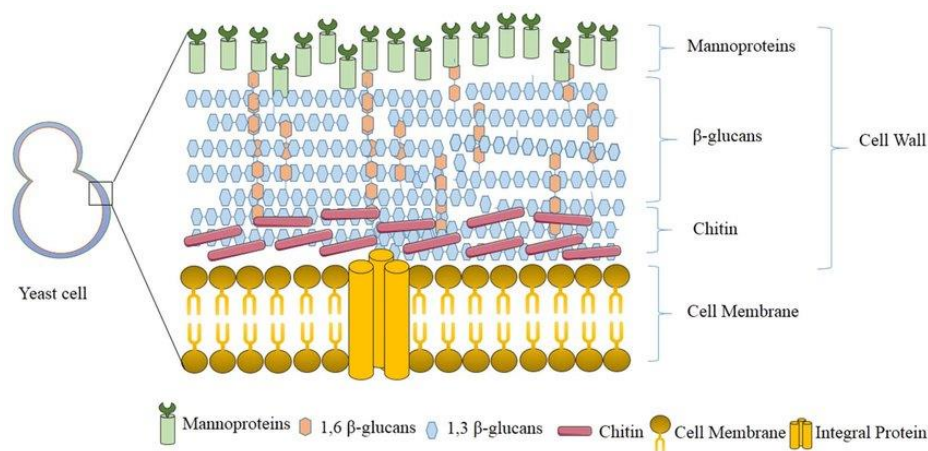 Mannoproteins
β-glucans
Cell Wall
Chitin
Yeast cell
Cell Membrane
Mannoproteins
1,6 β-glucans
1,3 β-glucans
Chitin
Cell Membrane
Integral Protein